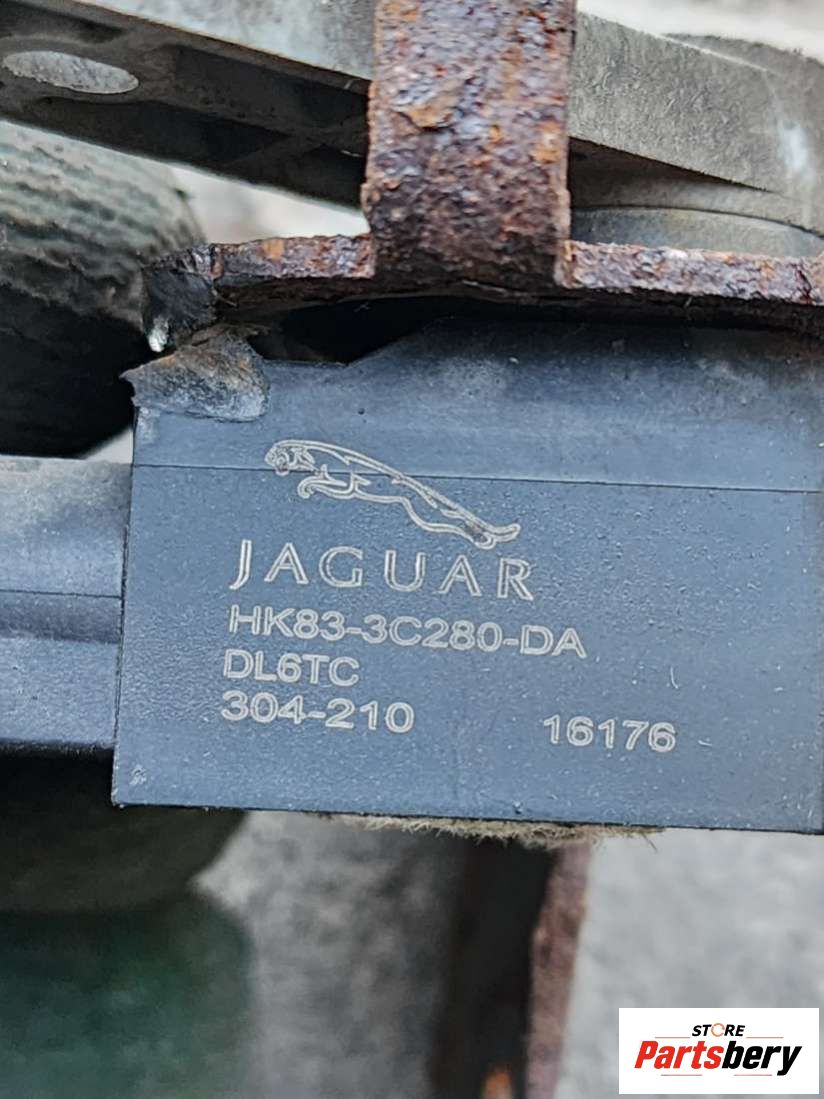 JAGUAR
HK83-3C280-DA
DL6TC
304-210 16176
STORE
Partsbery